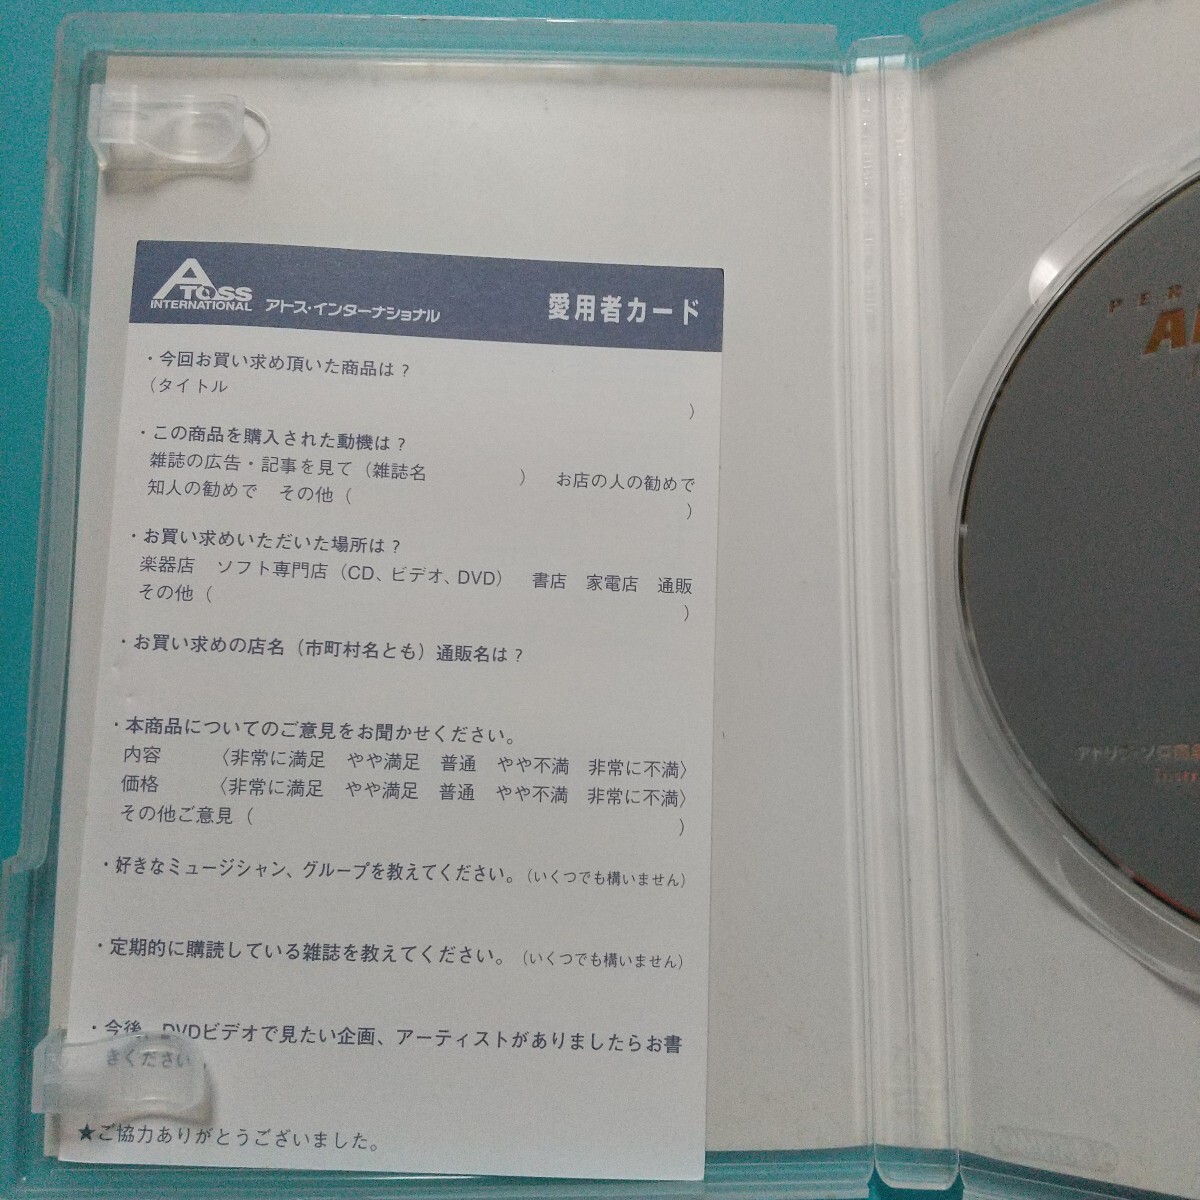 ATOSS
INTERNATIONAL アトス・インターナショナル 愛用者カード
・今回お買い求め頂いた商品は?
(タイトル )
・この商品を購入された動機は?
雑誌の広告・記事を見て(雑誌名 ) お店の人の勧めで
知人の勧めで その他( )
・お買い求めいただいた場所は?
楽器店 ソフト専門店(CD、ビデオ、DVD) 書店 家電店 通販
その他( )
・お買い求めの店名(市町村名とも)通販名は?
・本商品についてのご意見をお聞かせください。
内容 〈非常に満足 やや満足 普通 やや不満 非常に不満〉
価格 〈非常に満足 やや満足 普通 やや不満 非常に不満〉
その他ご意見( )
・好きなミュージシャン、グループを教えてください。(いくつでも構いません)
・定期的に購読している雑誌を教えてください。(いくつでも構いません)
・今後、DVDビデオで見たい企画、アーティストがありましたらお書
きください。
★ご協力ありがとうございました。
PER